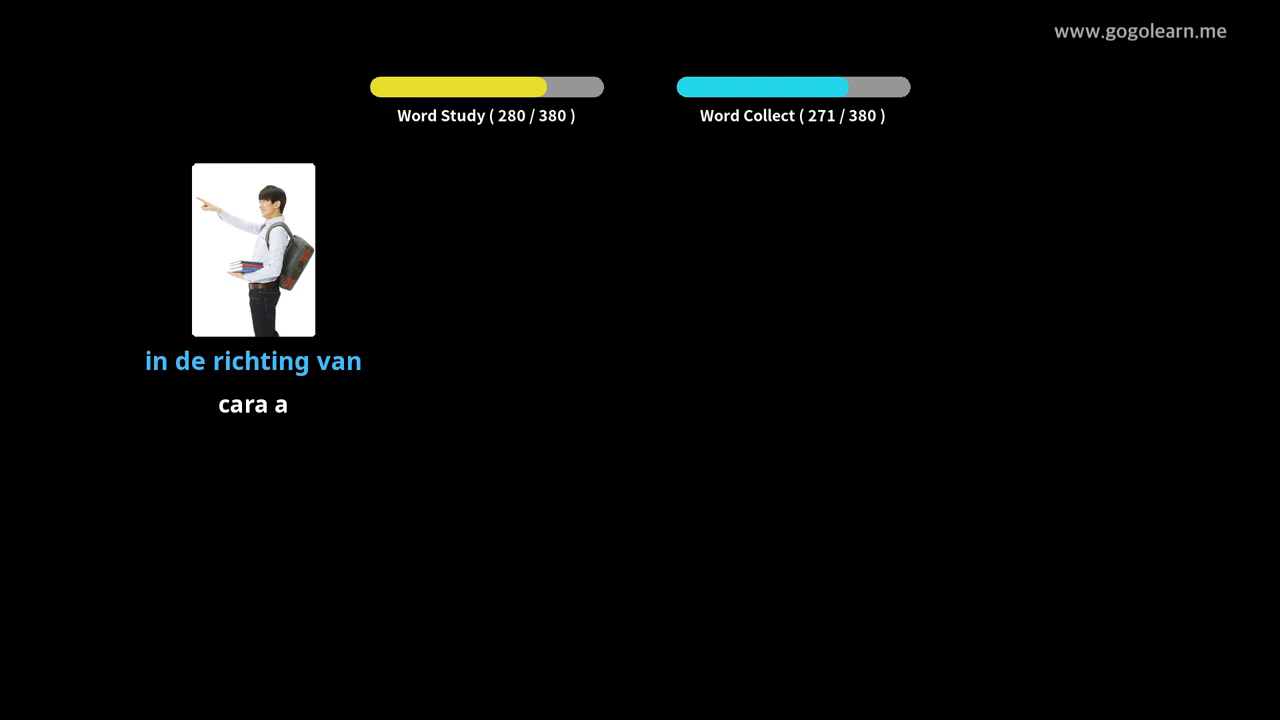 www.gogolearn.me
Word Study ( 280 / 380 )
Word Collect ( 271 / 380 )
in de richting van
cara a